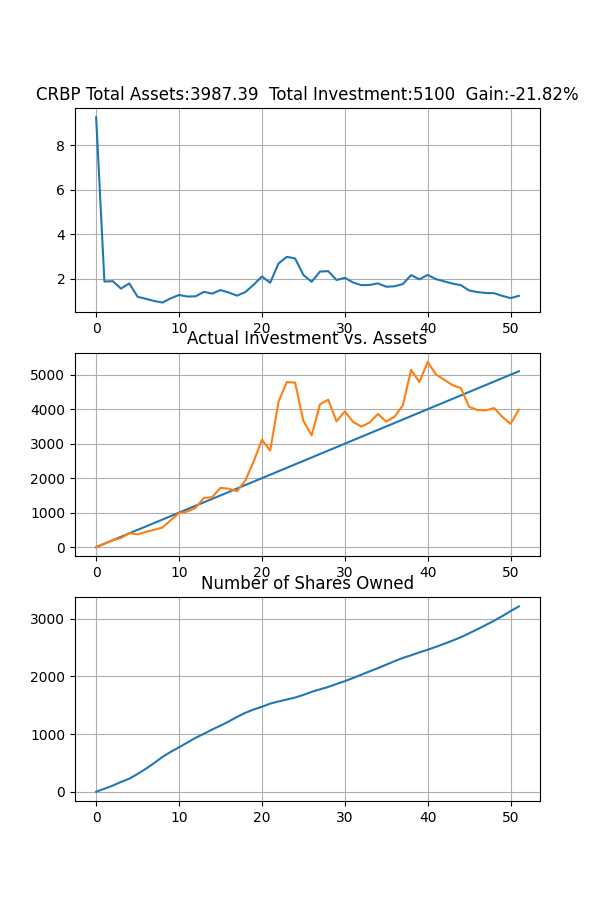 CRBP Total Assets:3987.39  Total Investment:5100  Gain:-21.82%
8
6
4
2
0 10 20 30 40 50
Actual Investment vs. Assets
5000
4000
3000
2000
1000
0
0 10 20 30 40 50
Number of Shares Owned
3000
2000
1000
0
0 10 20 30 40 50